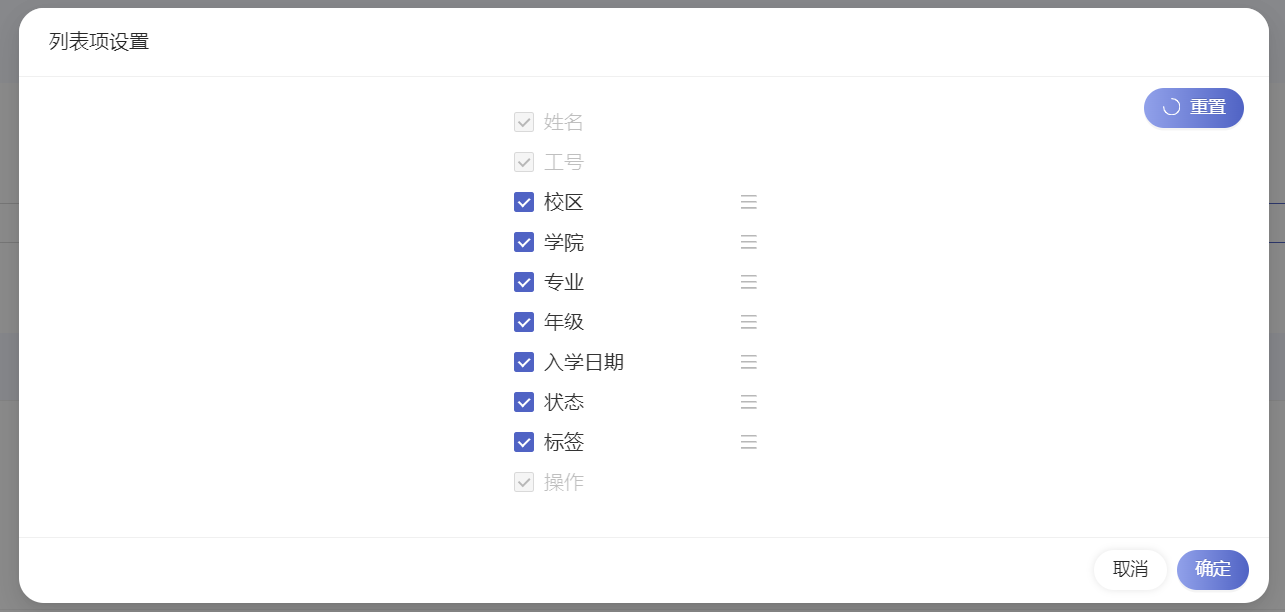 列表项设置
重置
姓名
工号
校区
学院
专业
年级
入学日期
状态
标签
操作
取消
确定